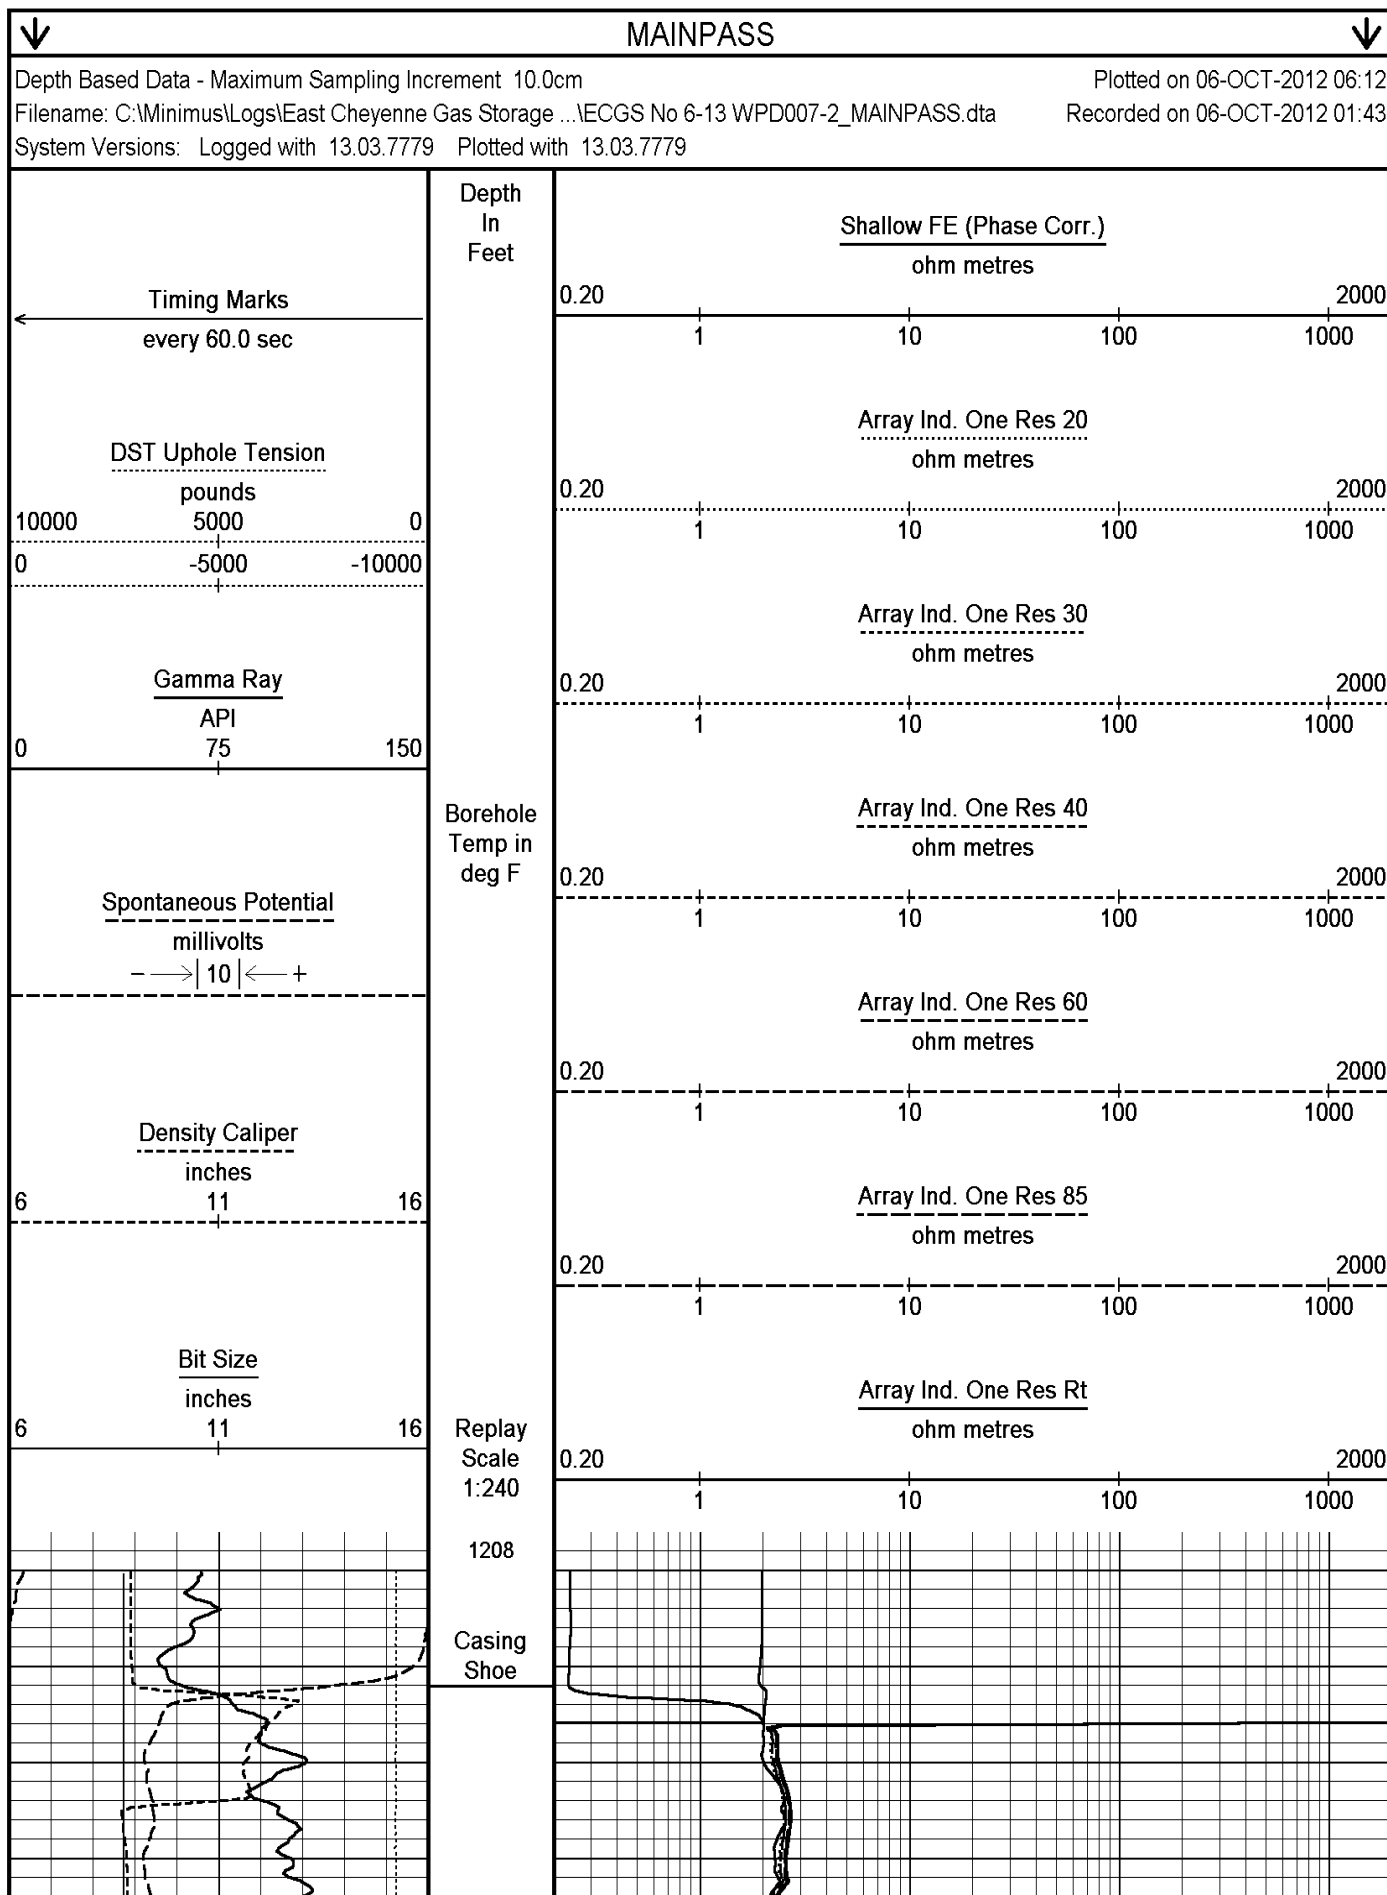 MAINPASS
Depth Based Data - Maximum Sampling Increment 10.0cm
Plotted on 06-OCT-2012 06:12
Filename: C:\Minimus\Logs\East Cheyenne Gas Storage ...\ECGS No 6-13 WPD007-2_MAINPASS.dta
Recorded on 06-OCT-2012 01:43
System Versions: Logged with 13.03.7779 Plotted with 13.03.7779
Timing Marks
every 60.0 sec
DST Uphole Tension
pounds
10000 5000 0
0 -5000 -10000
Gamma Ray
API
0 75 150
Spontaneous Potential
millivolts
− 10 +
Density Caliper
inches
6 11 16
Bit Size
inches
6 11 16
Depth
In
Feet
Borehole
Temp in
deg F
Replay
Scale
1:240
1208
Casing
Shoe
Shallow FE (Phase Corr.)
ohm metres
0.20 2000
1 10 100 1000
Array Ind. One Res 20
ohm metres
0.20 2000
1 10 100 1000
Array Ind. One Res 30
ohm metres
0.20 2000
1 10 100 1000
Array Ind. One Res 40
ohm metres
0.20 2000
1 10 100 1000
Array Ind. One Res 60
ohm metres
0.20 2000
1 10 100 1000
Array Ind. One Res 85
ohm metres
0.20 2000
1 10 100 1000
Array Ind. One Res Rt
ohm metres
0.20 2000
1 10 100 1000